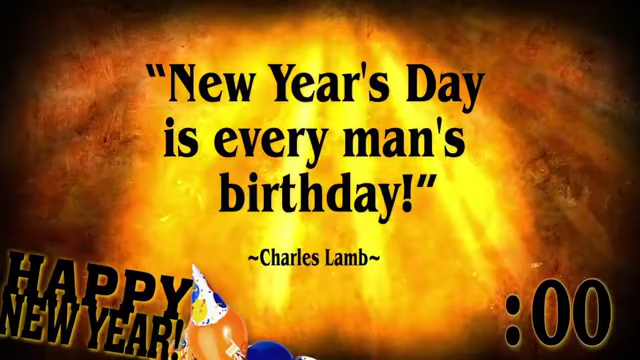 “New Year's Day
is every man's
birthday!”
~Charles Lamb~
HAPPY
NEW YEAR!
:00